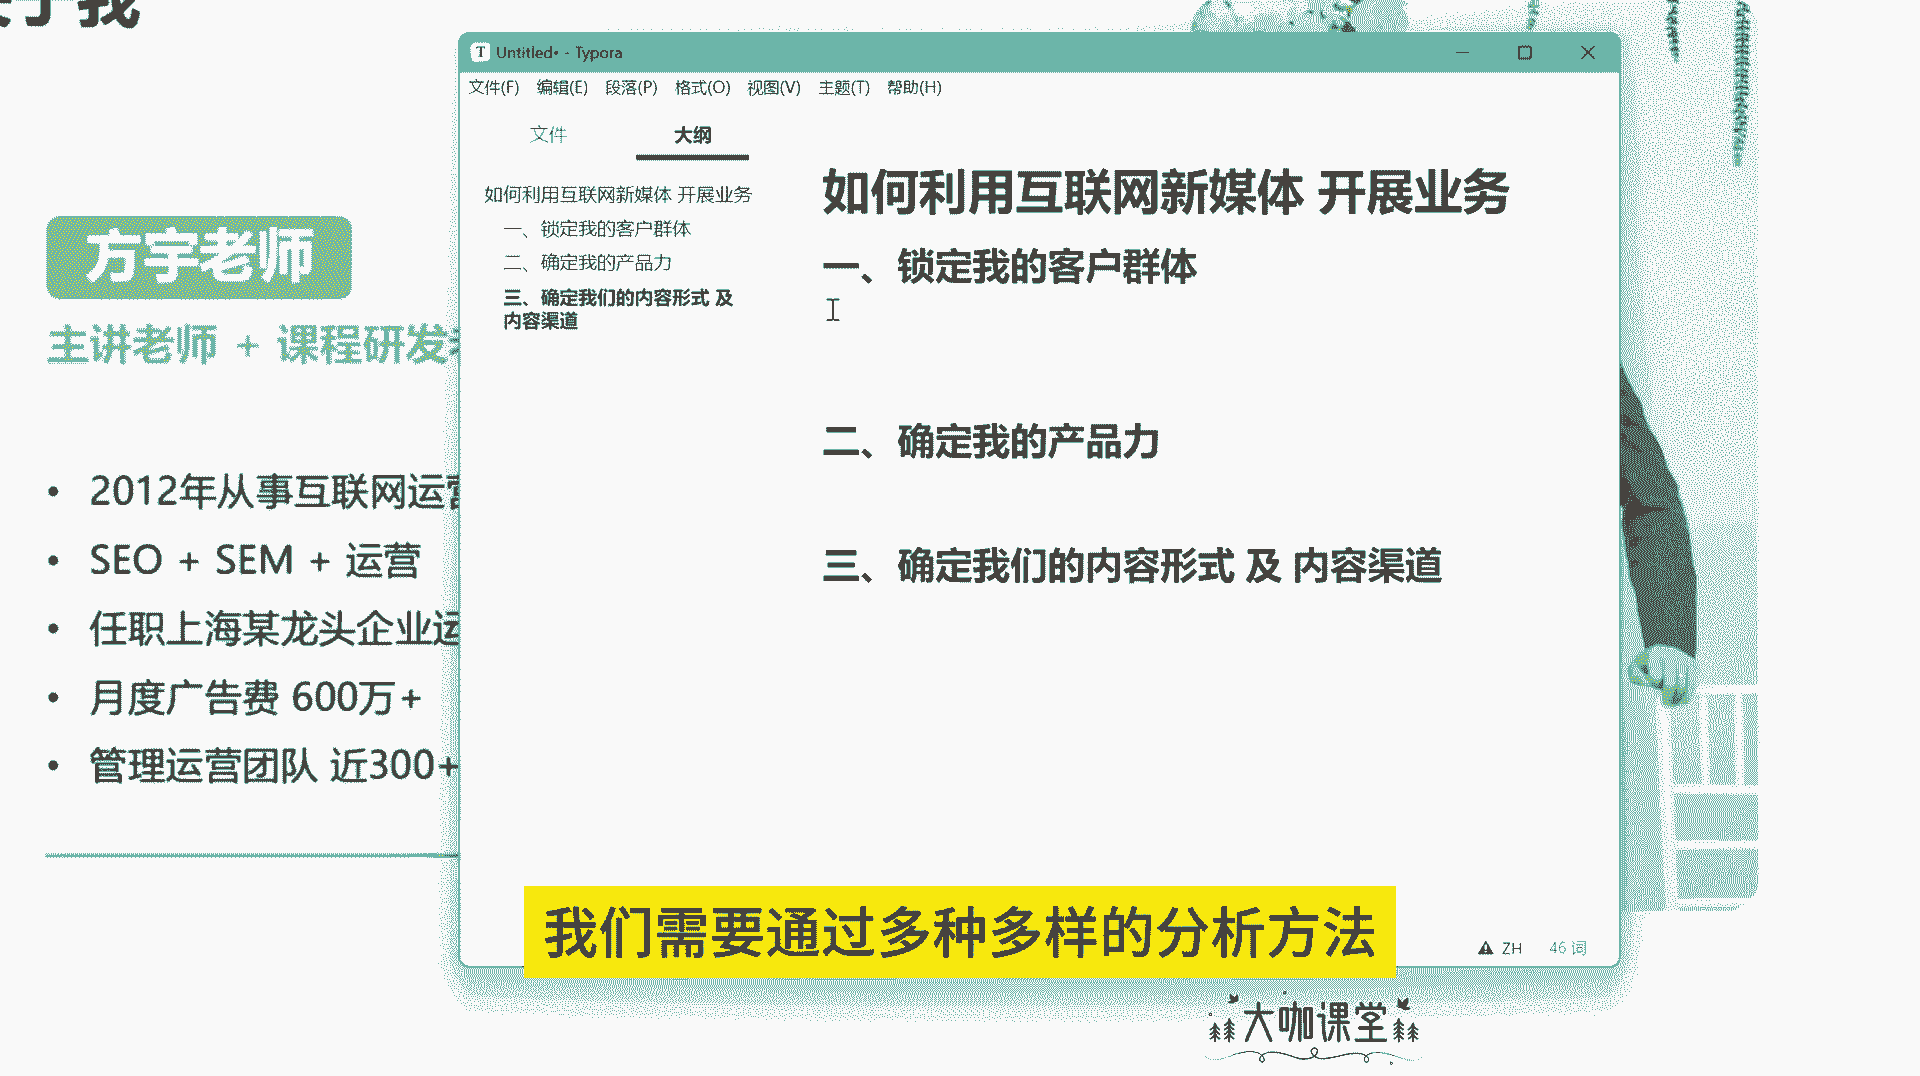 我
方宇老师
主讲老师 + 课程研发
2012年从事互联网运营
SEO + SEM + 运营
任职上海某龙头企业运
月度广告费 600万+
管理运营团队 近300+
Untitled• - Typora
文件(F) 编辑(E) 段落(P) 格式(O) 视图(V) 主题(T) 帮助(H)
文件 大纲
如何利用互联网新媒体 开展业务
一、锁定我的客户群体
二、确定我的产品力
三、确定我们的内容形式 及
内容渠道
如何利用互联网新媒体 开展业务
一、锁定我的客户群体
二、确定我的产品力
三、确定我们的内容形式 及 内容渠道
ZH 46 词
我们需要通过多种多样的分析方法
大咖课堂